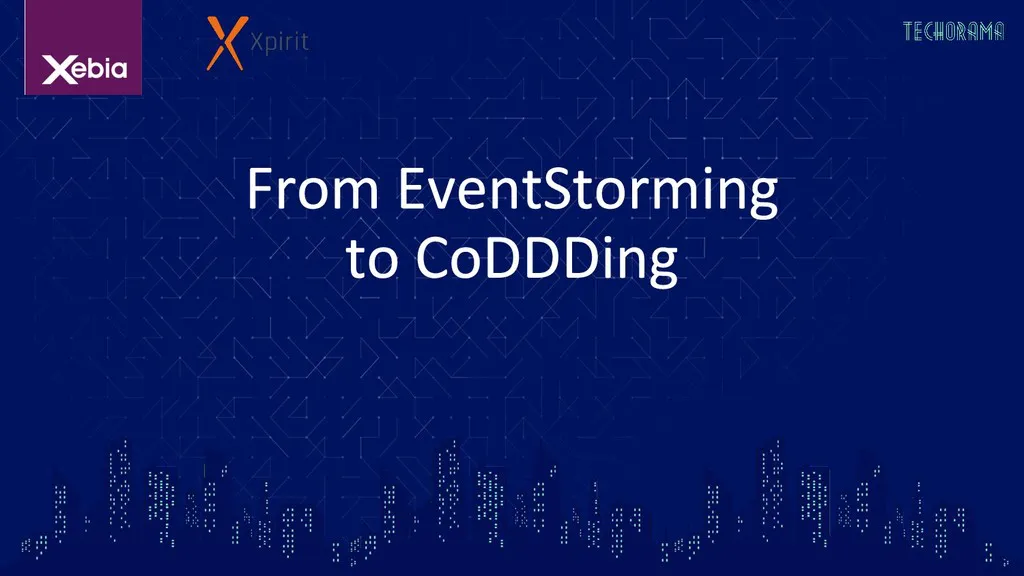 Xebia
Xpirit
TECHORAMA
From EventStorming
to CoDDDing